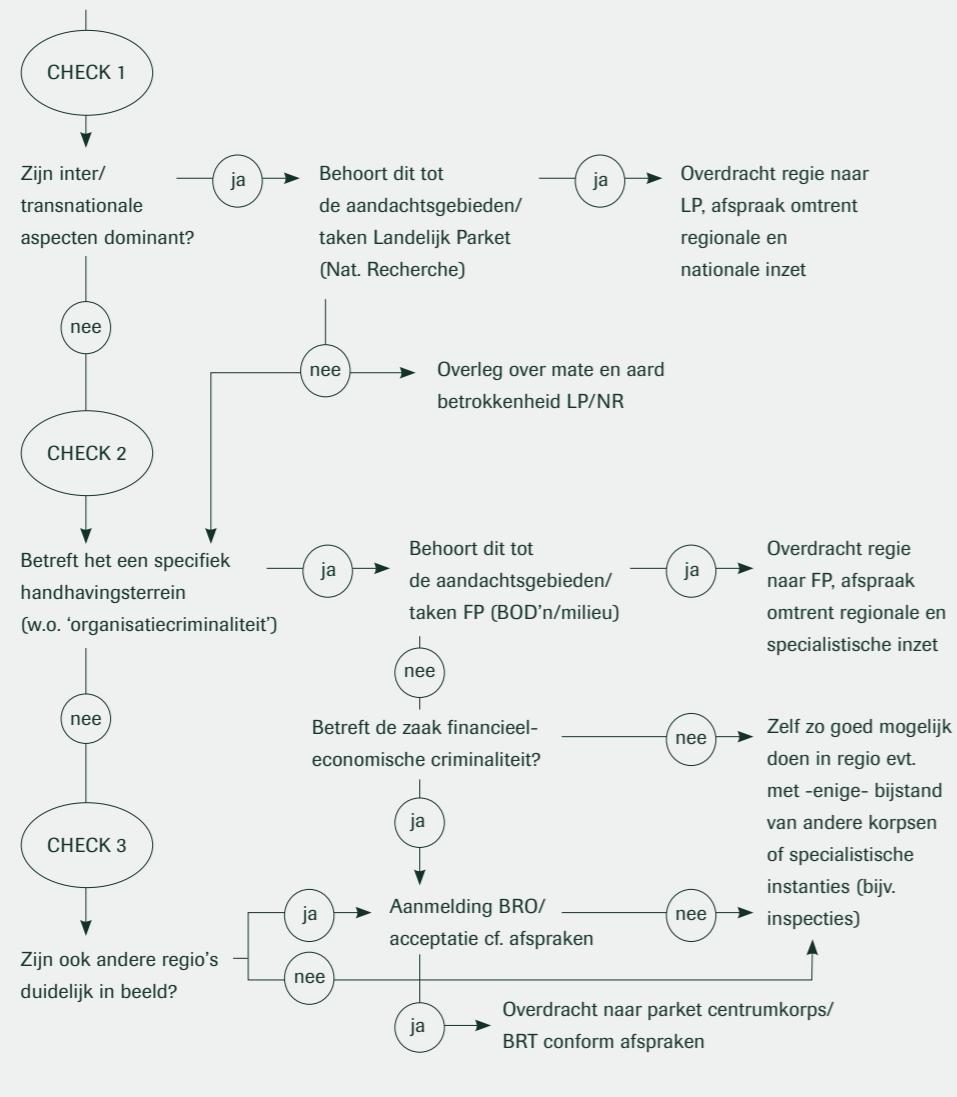 CHECK 1
Zijn inter/
transnationale
aspecten dominant?
ja
Behoort dit tot
de aandachtsgebieden/
taken Landelijk Parket
(Nat. Recherche)
ja
Overdracht regie naar
LP, afspraak omtrent
regionale en
nationale inzet
nee
nee
Overleg over mate en aard
betrokkenheid LP/NR
CHECK 2
Betreft het een specifiek
handhavingsterrein
(w.o. ‘organisatiecriminaliteit’)
ja
Behoort dit tot
de aandachtsgebieden/
taken FP (BOD’n/milieu)
ja
Overdracht regie
naar FP, afspraak
omtrent regionale en
specialistische inzet
nee
nee
Betreft de zaak financieel-
economische criminaliteit?
nee
Zelf zo goed mogelijk
doen in regio evt.
met -enige- bijstand
van andere korpsen
of specialistische
instanties (bijv.
inspecties)
ja
CHECK 3
Zijn ook andere regio’s
duidelijk in beeld?
ja
Aanmelding BRO/
acceptatie cf. afspraken
nee
nee
ja
Overdracht naar parket centrumkorps/
BRT conform afspraken